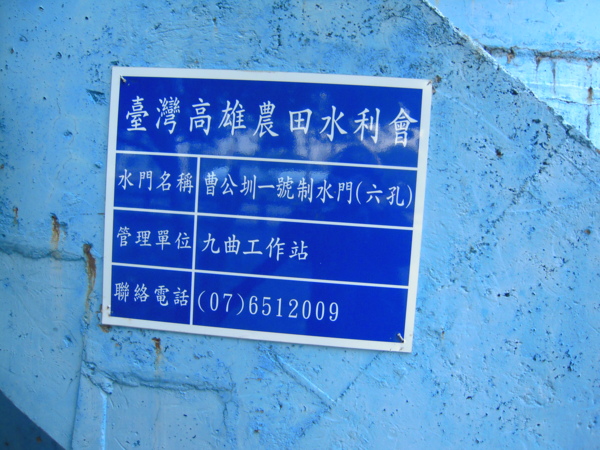 臺灣高雄農田水利會
水門名稱 曹公圳一號制水門(六孔)
管理單位 九曲工作站
聯絡電話 (07)6512009